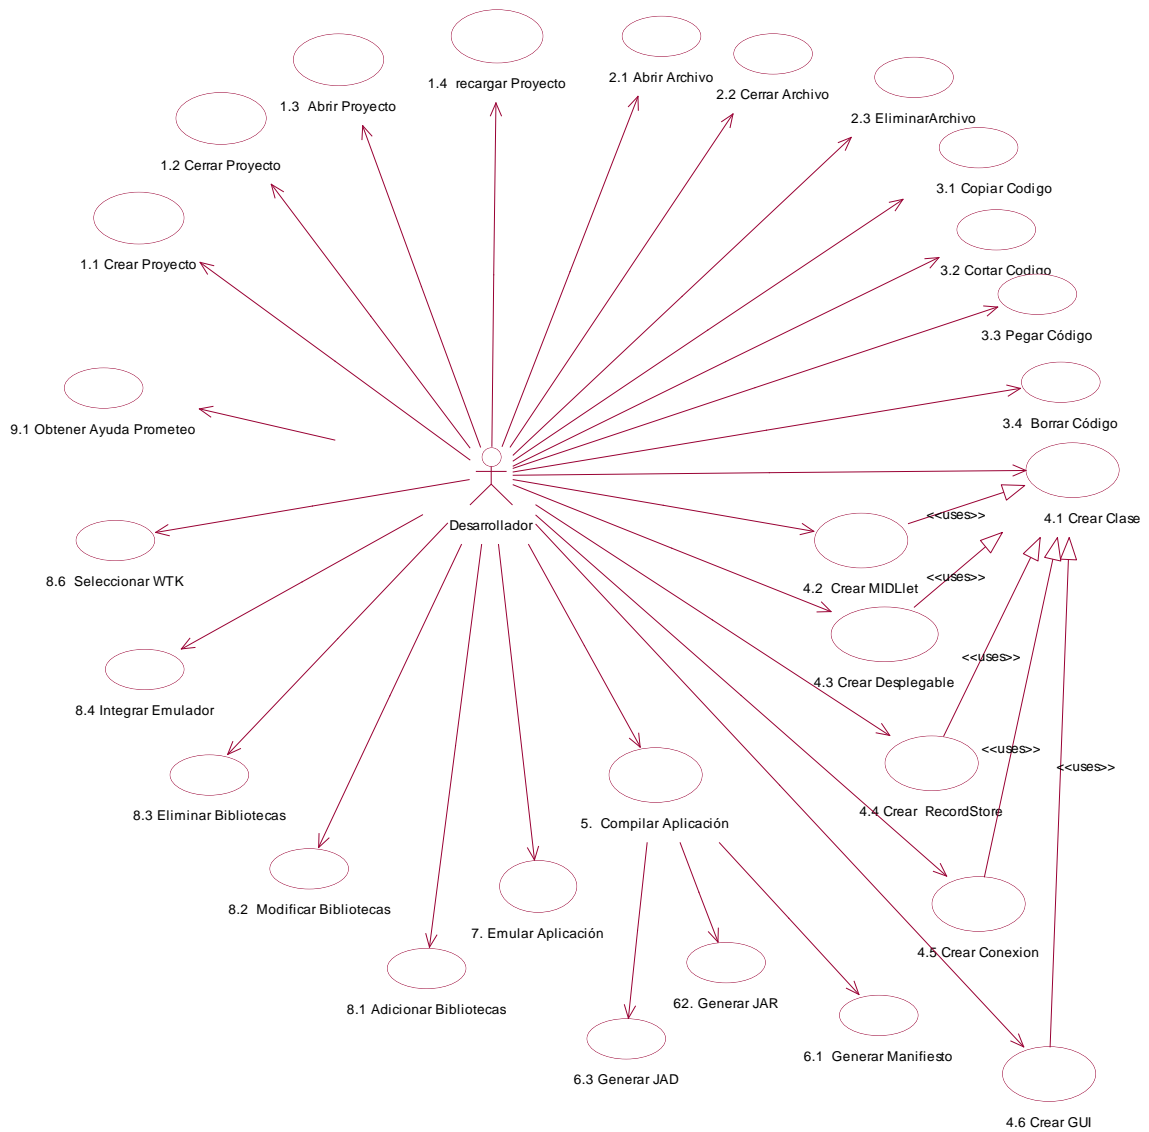 1.4 recargar Proyecto
2.1 Abrir Archivo
2.2 Cerrar Archivo
1.3 Abrir Proyecto
2.3 EliminarArchivo
1.2 Cerrar Proyecto
3.1 Copiar Codigo
1.1 Crear Proyecto
3.2 Cortar Codigo
3.3 Pegar Código
9.1 Obtener Ayuda Prometeo
3.4 Borrar Código
<<uses>>
4.1 Crear Clase
Desarrollador
8.6 Seleccionar WTK
<<uses>>
4.2 Crear MIDLlet
<<uses>>
4.3 Crear Desplegable
8.4 Integrar Emulador
<<uses>>
<<uses>>
8.3 Eliminar Bibliotecas
5. Compilar Aplicación
4.4 Crear RecordStore
8.2 Modificar Bibliotecas
7. Emular Aplicación
4.5 Crear Conexion
8.1 Adicionar Bibliotecas
62. Generar JAR
6.1 Generar Manifiesto
6.3 Generar JAD
4.6 Crear GUI